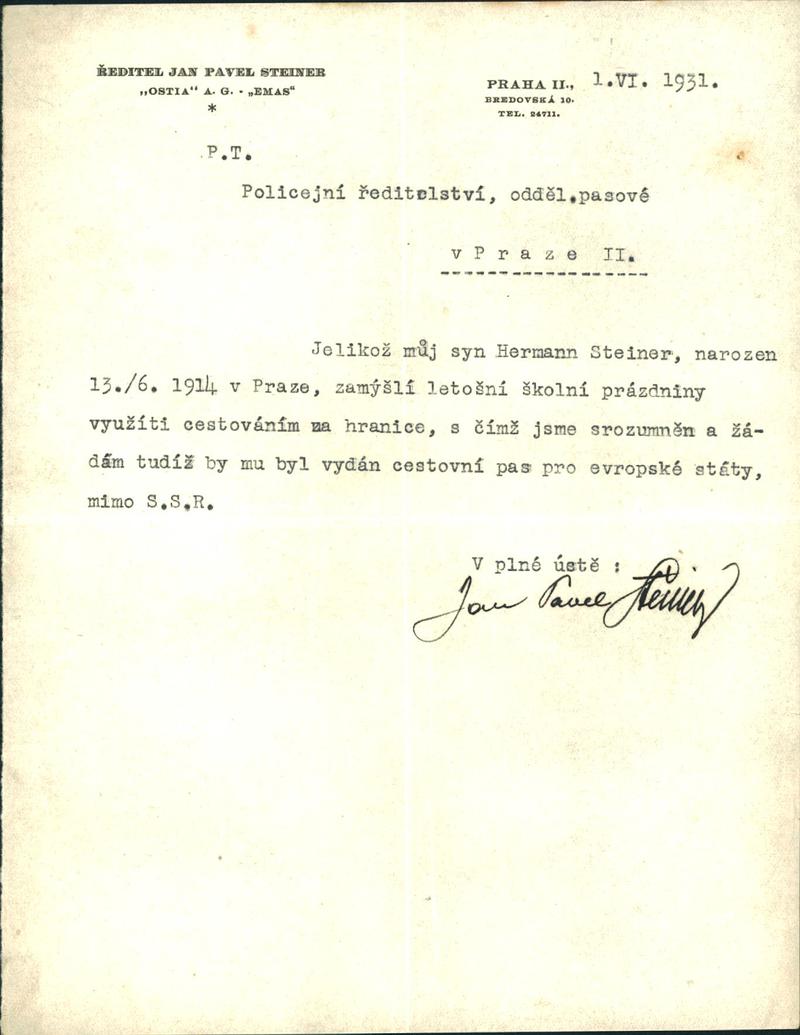 ŘEDITEL JAN PAVEL STEINER
„OSTIA“ A. G. - „EMAS“
*
PRAHA II., 1.VI. 1931.
BREDOVSKÁ 10.
TEL. 24711.
P.T.
Policejní ředitelství, odděl.pasové
v P r a z e II.
Jelikož můj syn Hermann Steiner, narozen
13./6. 1914 v Praze, zamýšlí letošní školní prázdniny
využíti cestováním za hranice, s čímž jsme srozumněn a žá-
dám tudíž by mu byl vydán cestovní pas pro evropské státy,
mimo S.S.R.
V plné ústě :
Jan Pavel Steiner